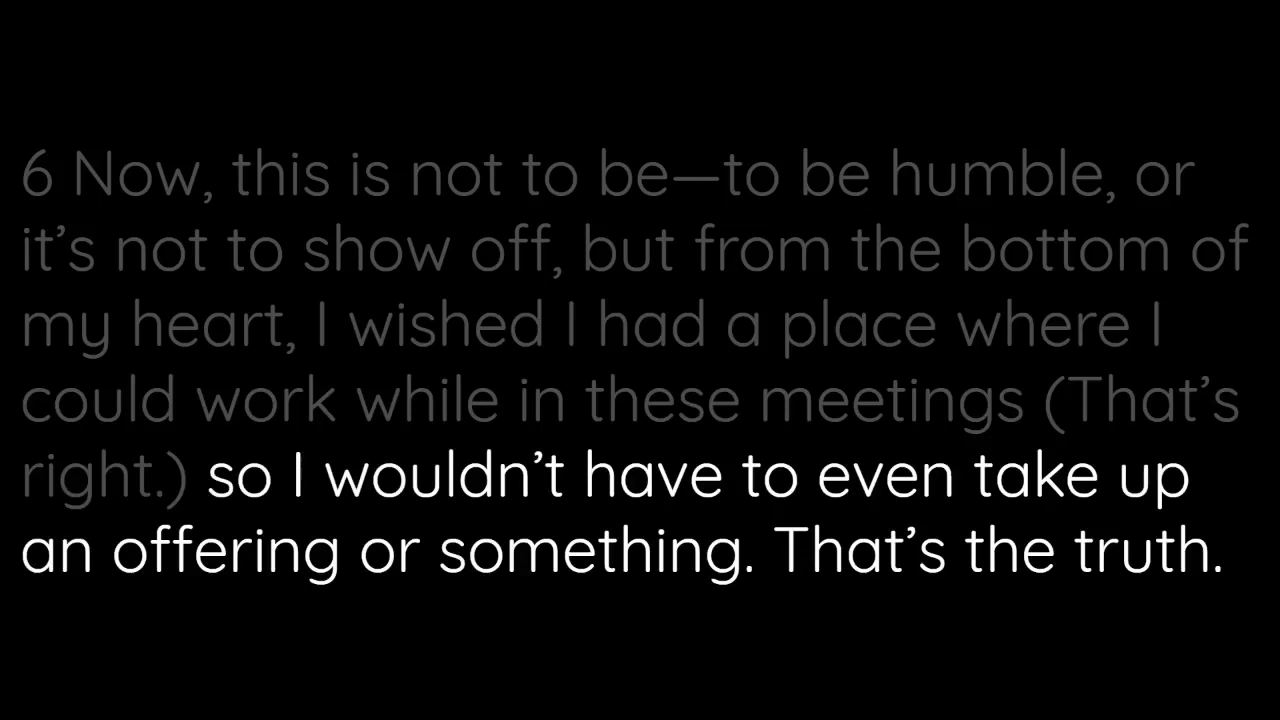 6 Now, this is not to be—to be humble, or
it’s not to show off, but from the bottom of
my heart, I wished I had a place where I
could work while in these meetings (That’s
right.) so I wouldn’t have to even take up
an offering or something. That’s the truth.